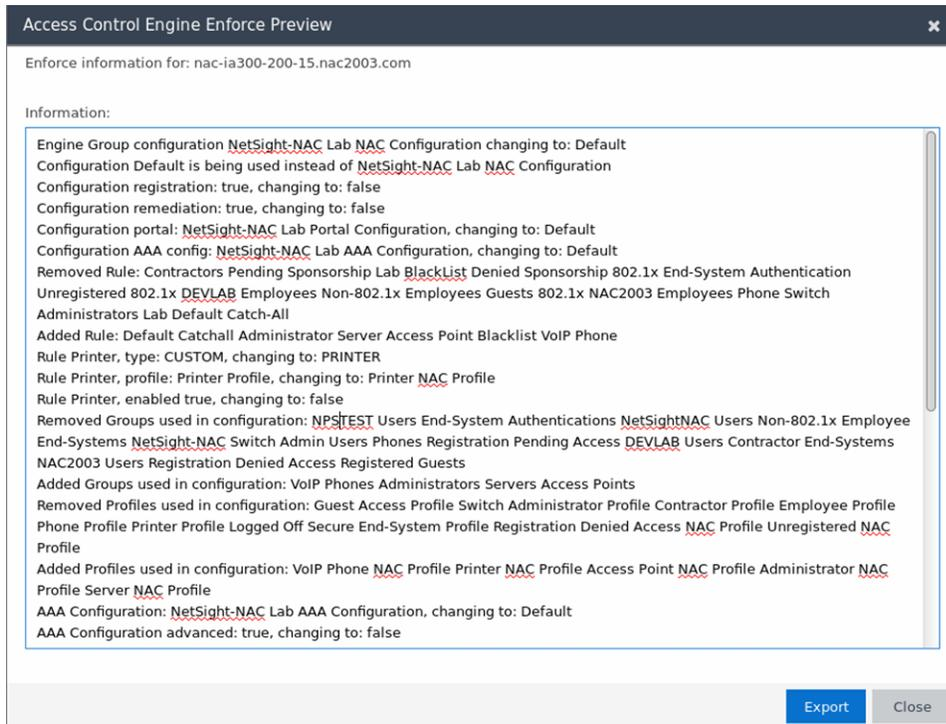 Access Control Engine Enforce Preview
Enforce information for: nac-ia300-200-15.nac2003.com
Information:
Engine Group configuration NetSight-NAC Lab NAC Configuration changing to: Default
Configuration Default is being used instead of NetSight-NAC Lab NAC Configuration
Configuration registration: true, changing to: false
Configuration remediation: true, changing to: false
Configuration portal: NetSight-NAC Lab Portal Configuration, changing to: Default
Configuration AAA config: NetSight-NAC Lab AAA Configuration, changing to: Default
Removed Rule: Contractors Pending Sponsorship Lab BlackList Denied Sponsorship 802.1x End-System Authentication
Unregistered 802.1x DEVLAB Employees Non-802.1x Employees Guests 802.1x NAC2003 Employees Phone Switch
Administrators Lab Default Catch-All
Added Rule: Default Catchall Administrator Server Access Point Blacklist VoIP Phone
Rule Printer, type: CUSTOM, changing to: PRINTER
Rule Printer, profile: Printer Profile, changing to: Printer NAC Profile
Rule Printer, enabled true, changing to: false
Removed Groups used in configuration: NPSTEST Users End-System Authentications NetSightNAC Users Non-802.1x Employee
End-Systems NetSight-NAC Switch Admin Users Phones Registration Pending Access DEVLAB Users Contractor End-Systems
NAC2003 Users Registration Denied Access Registered Guests
Added Groups used in configuration: VoIP Phones Administrators Servers Access Points
Removed Profiles used in configuration: Guest Access Profile Switch Administrator Profile Contractor Profile Employee Profile
Phone Profile Printer Profile Logged Off Secure End-System Profile Registration Denied Access NAC Profile Unregistered NAC
Profile
Added Profiles used in configuration: VoIP Phone NAC Profile Printer NAC Profile Access Point NAC Profile Administrator NAC
Profile Server NAC Profile
AAA Configuration: NetSight-NAC Lab AAA Configuration, changing to: Default
AAA Configuration advanced: true, changing to: false
Export Close